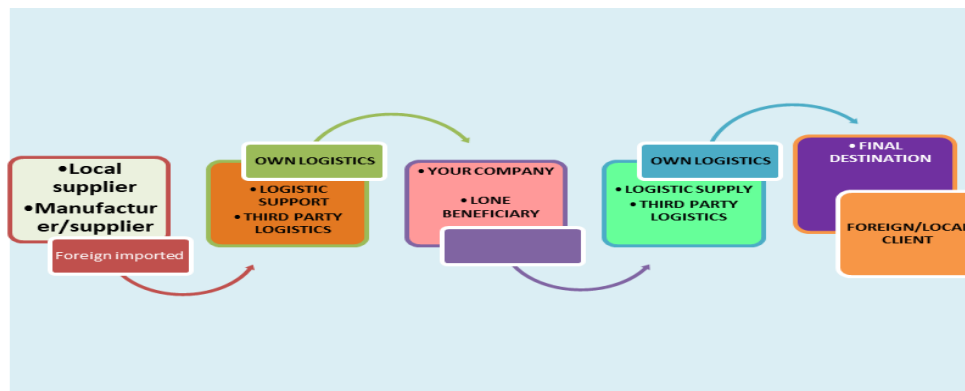 •Local
supplier
•Manufactur
er/supplier
Foreign imported
OWN LOGISTICS
• LOGISTIC
SUPPORT
• THIRD PARTY
LOGISTICS
• YOUR COMPANY
• LONE
BENEFICIARY
OWN LOGISTICS
• LOGISTIC SUPPLY
• THIRD PARTY
LOGISTICS
• FINAL
DESTINATION
FOREIGN/LOCAL
CLIENT